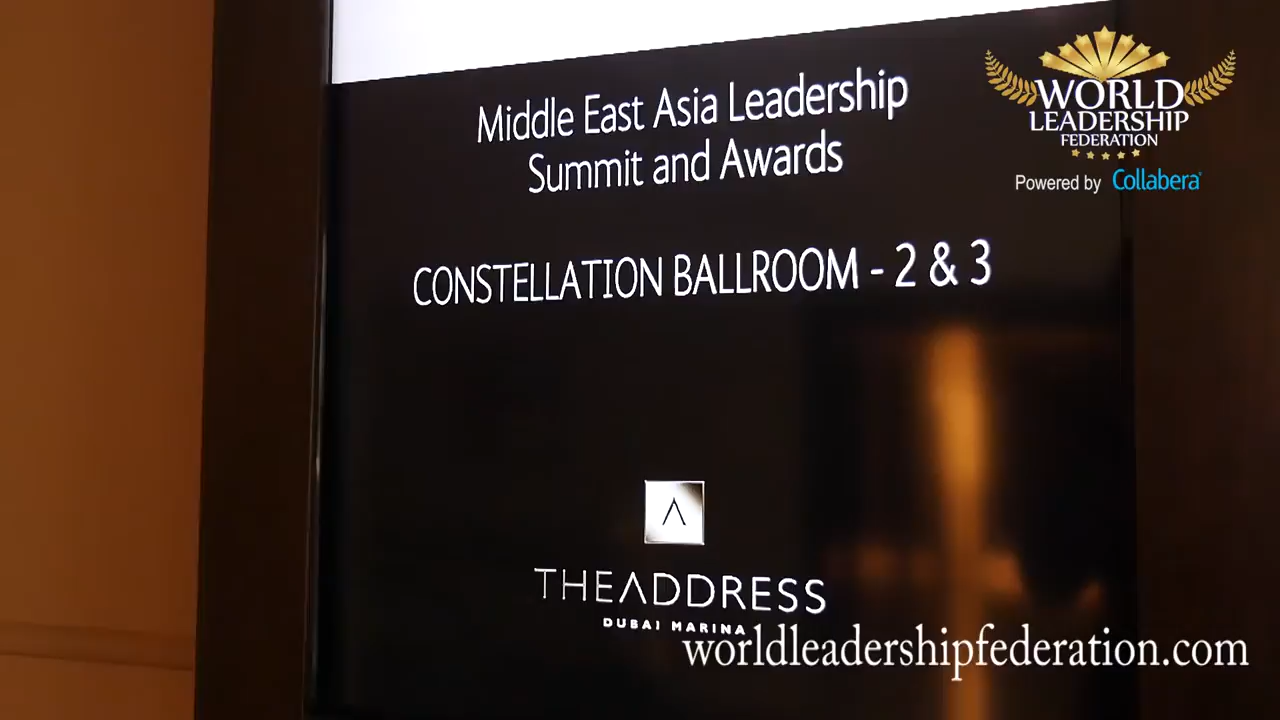 Middle East Asia Leadership
Summit and Awards
CONSTELLATION BALLROOM - 2 & 3
THE ADDRESS
DUBAI MARINA
WORLD
LEADERSHIP
FEDERATION
Powered by Collabera
worldleadershipfederation.com